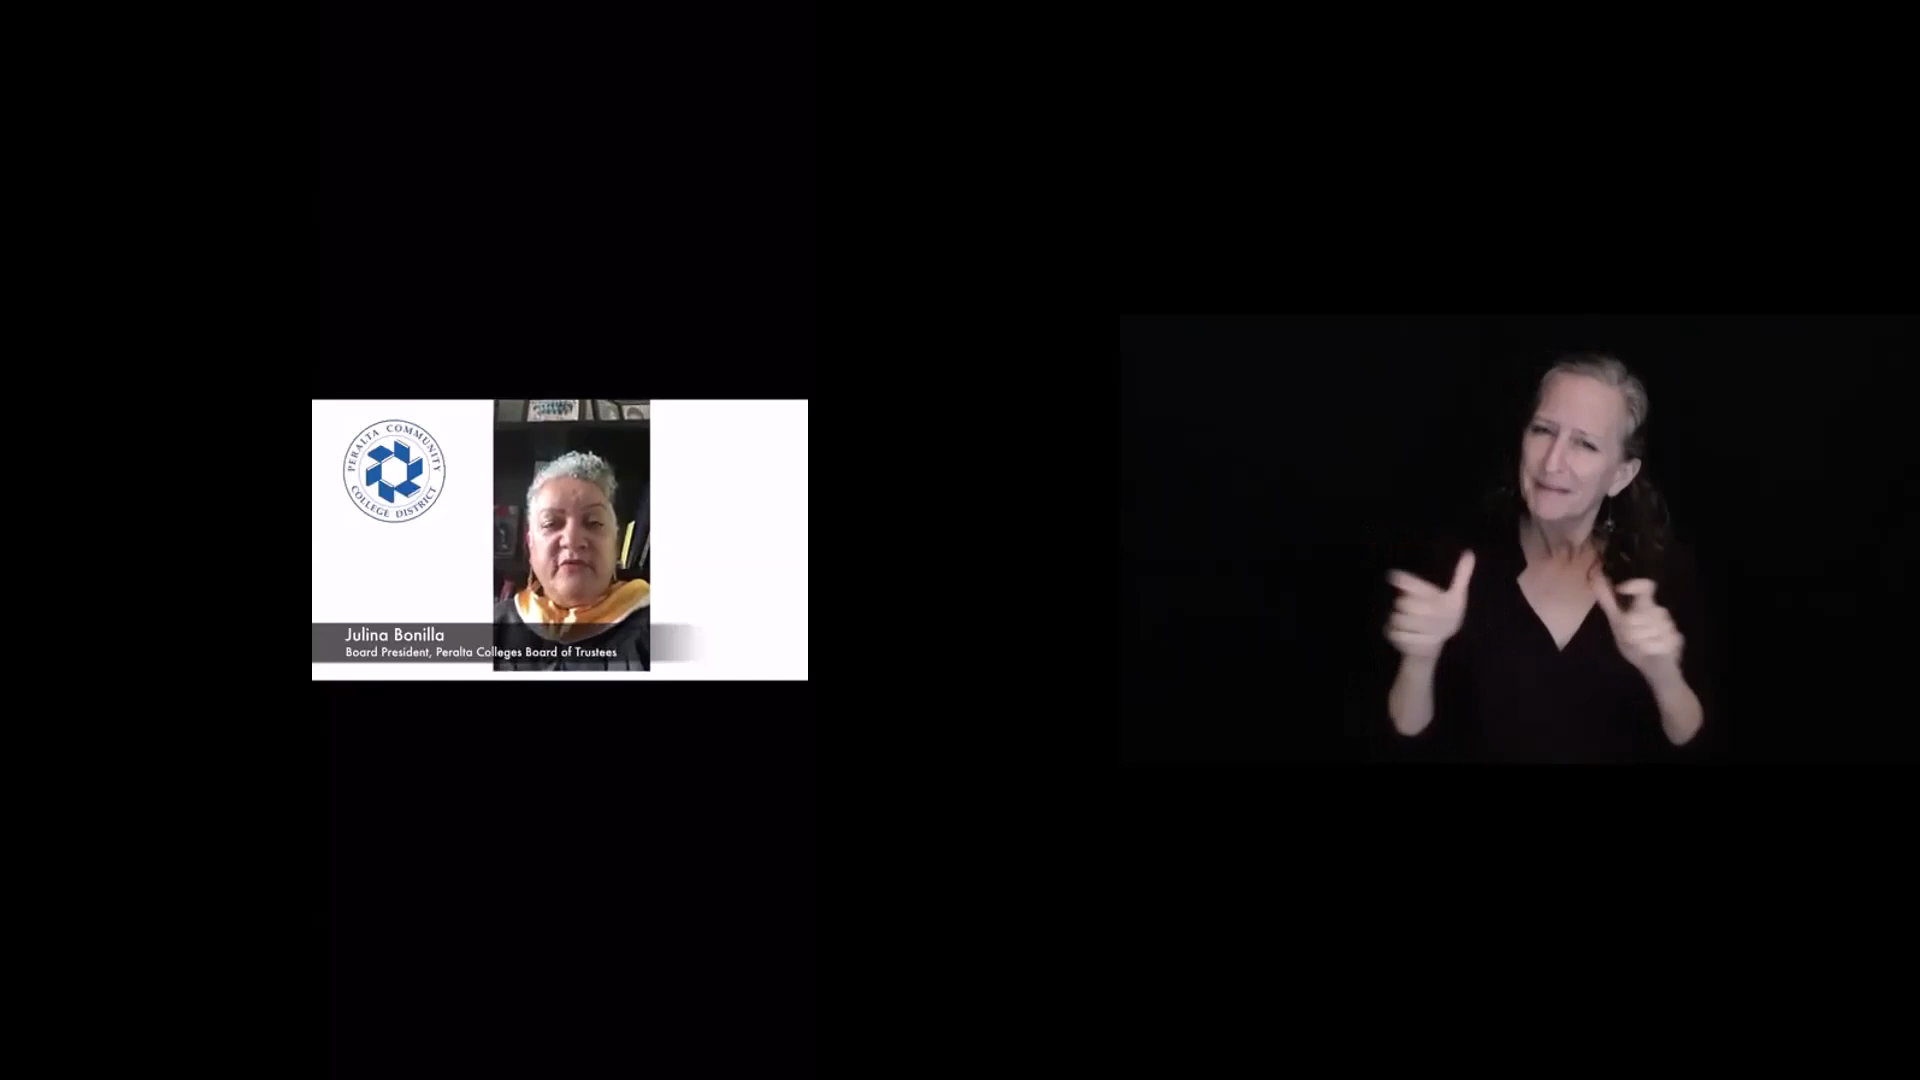 PERALTA COMMUNITY
COLLEGE DISTRICT
Julina Bonilla
Board President, Peralta Colleges Board of Trustees